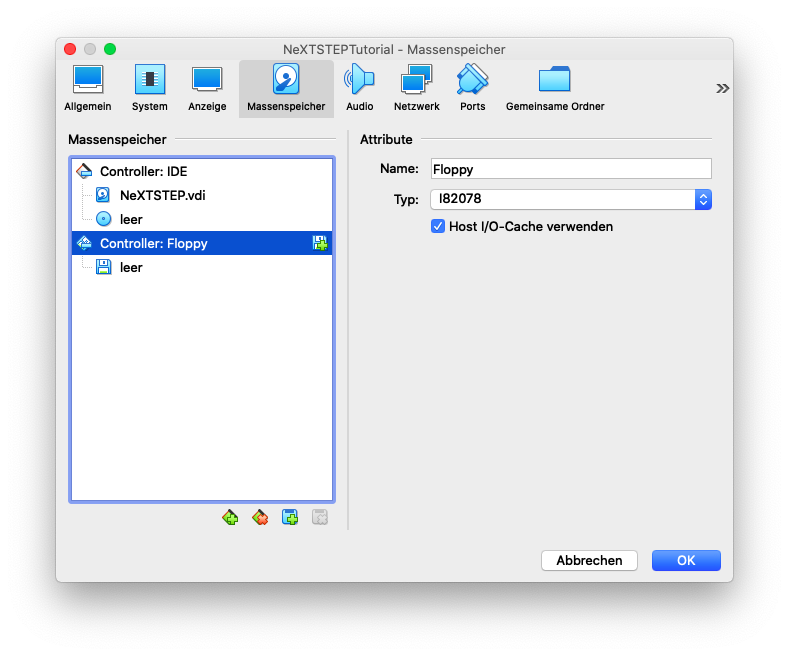 NeXTSTEPTutorial - Massenspeicher
Allgemein System Anzeige Massenspeicher Audio Netzwerk Ports Gemeinsame Ordner »
Massenspeicher
Controller: IDE
NeXTSTEP.vdi
leer
Controller: Floppy
leer
Attribute
Name: Floppy
Typ: I82078
Host I/O-Cache verwenden
Abbrechen OK